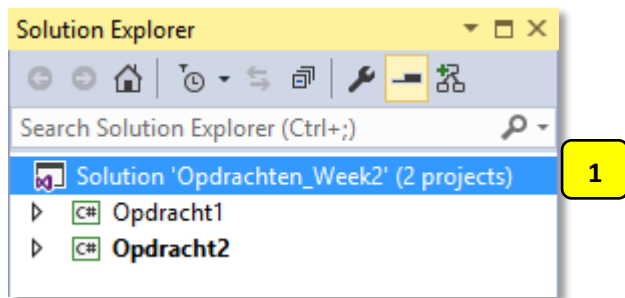 Solution Explorer
Search Solution Explorer (Ctrl+;)
Solution 'Opdrachten_Week2' (2 projects)
1
C# Opdracht1
C# Opdracht2